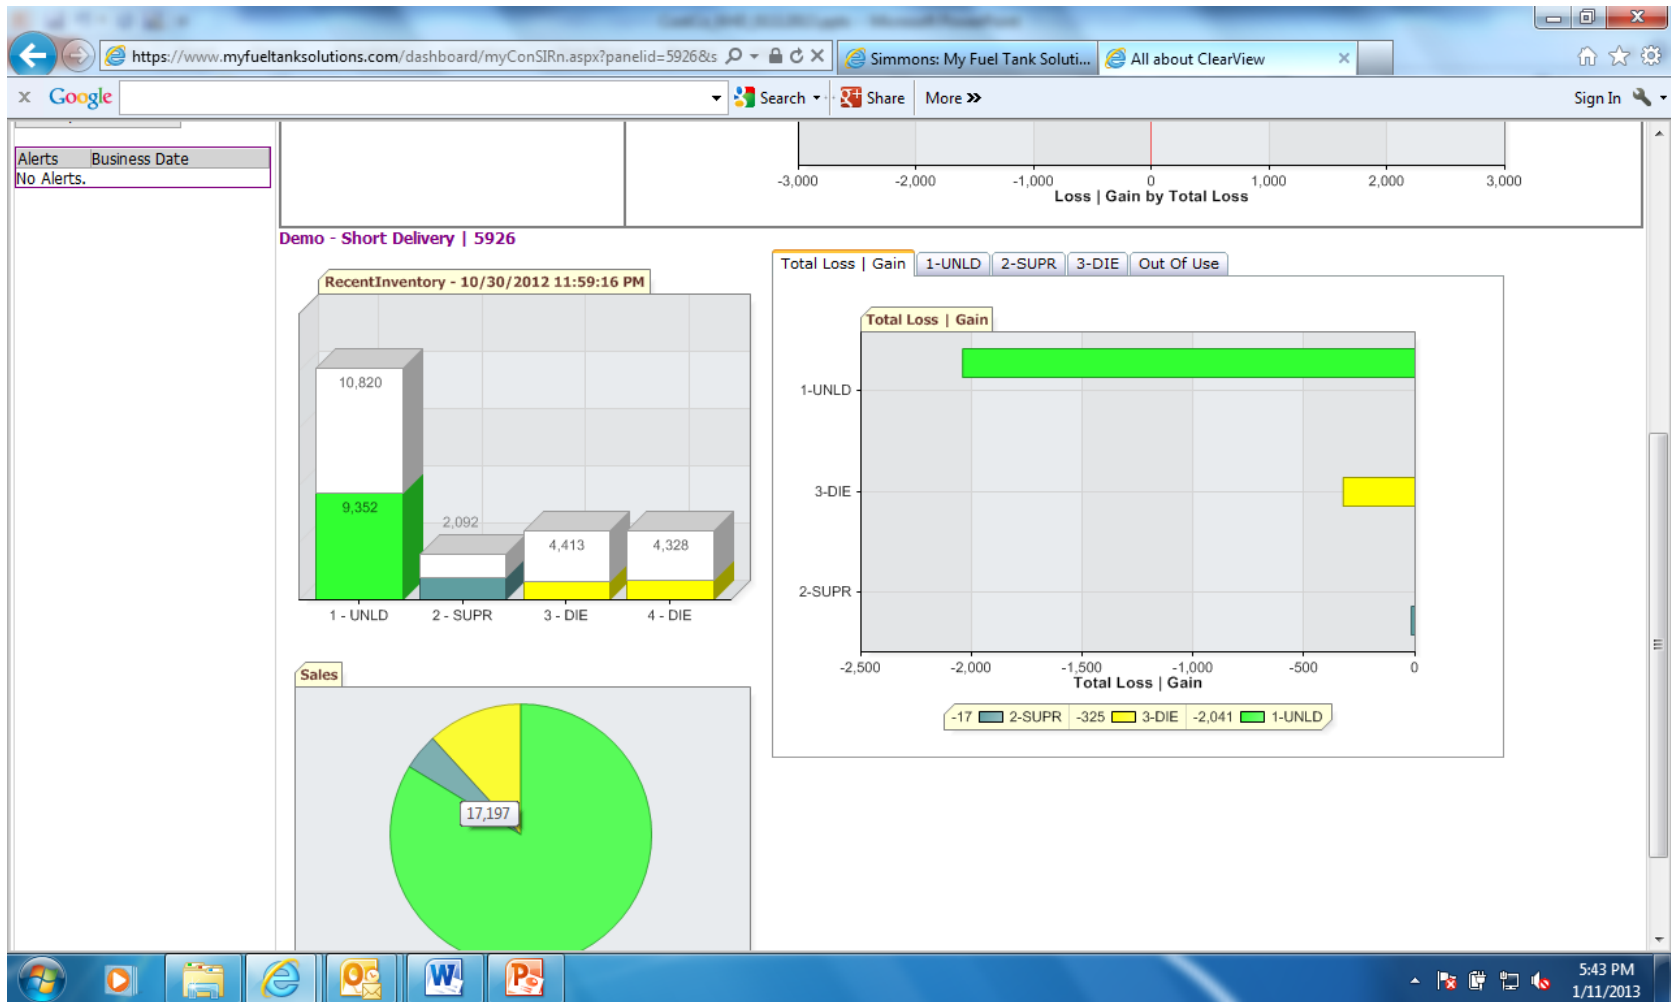 https://www.myfueltanksolutions.com/dashboard/myConSIRn.aspx?panelid=5926&s
Simmons: My Fuel Tank Soluti...
All about ClearView
x Google
Search
Share
More »
Sign In
Alerts Business Date
No Alerts.
-3,000 -2,000 -1,000 0 1,000 2,000 3,000
Loss | Gain by Total Loss
Demo - Short Delivery | 5926
RecentInventory - 10/30/2012 11:59:16 PM
10,820
9,352
2,092
4,413
4,328
1 - UNLD 2 - SUPR 3 - DIE 4 - DIE
Total Loss | Gain 1-UNLD 2-SUPR 3-DIE Out Of Use
Total Loss | Gain
1-UNLD
3-DIE
2-SUPR
-2,500 -2,000 -1,500 -1,000 -500 0
Total Loss | Gain
-17 2-SUPR -325 3-DIE -2,041 1-UNLD
Sales
17,197
5:43 PM
1/11/2013